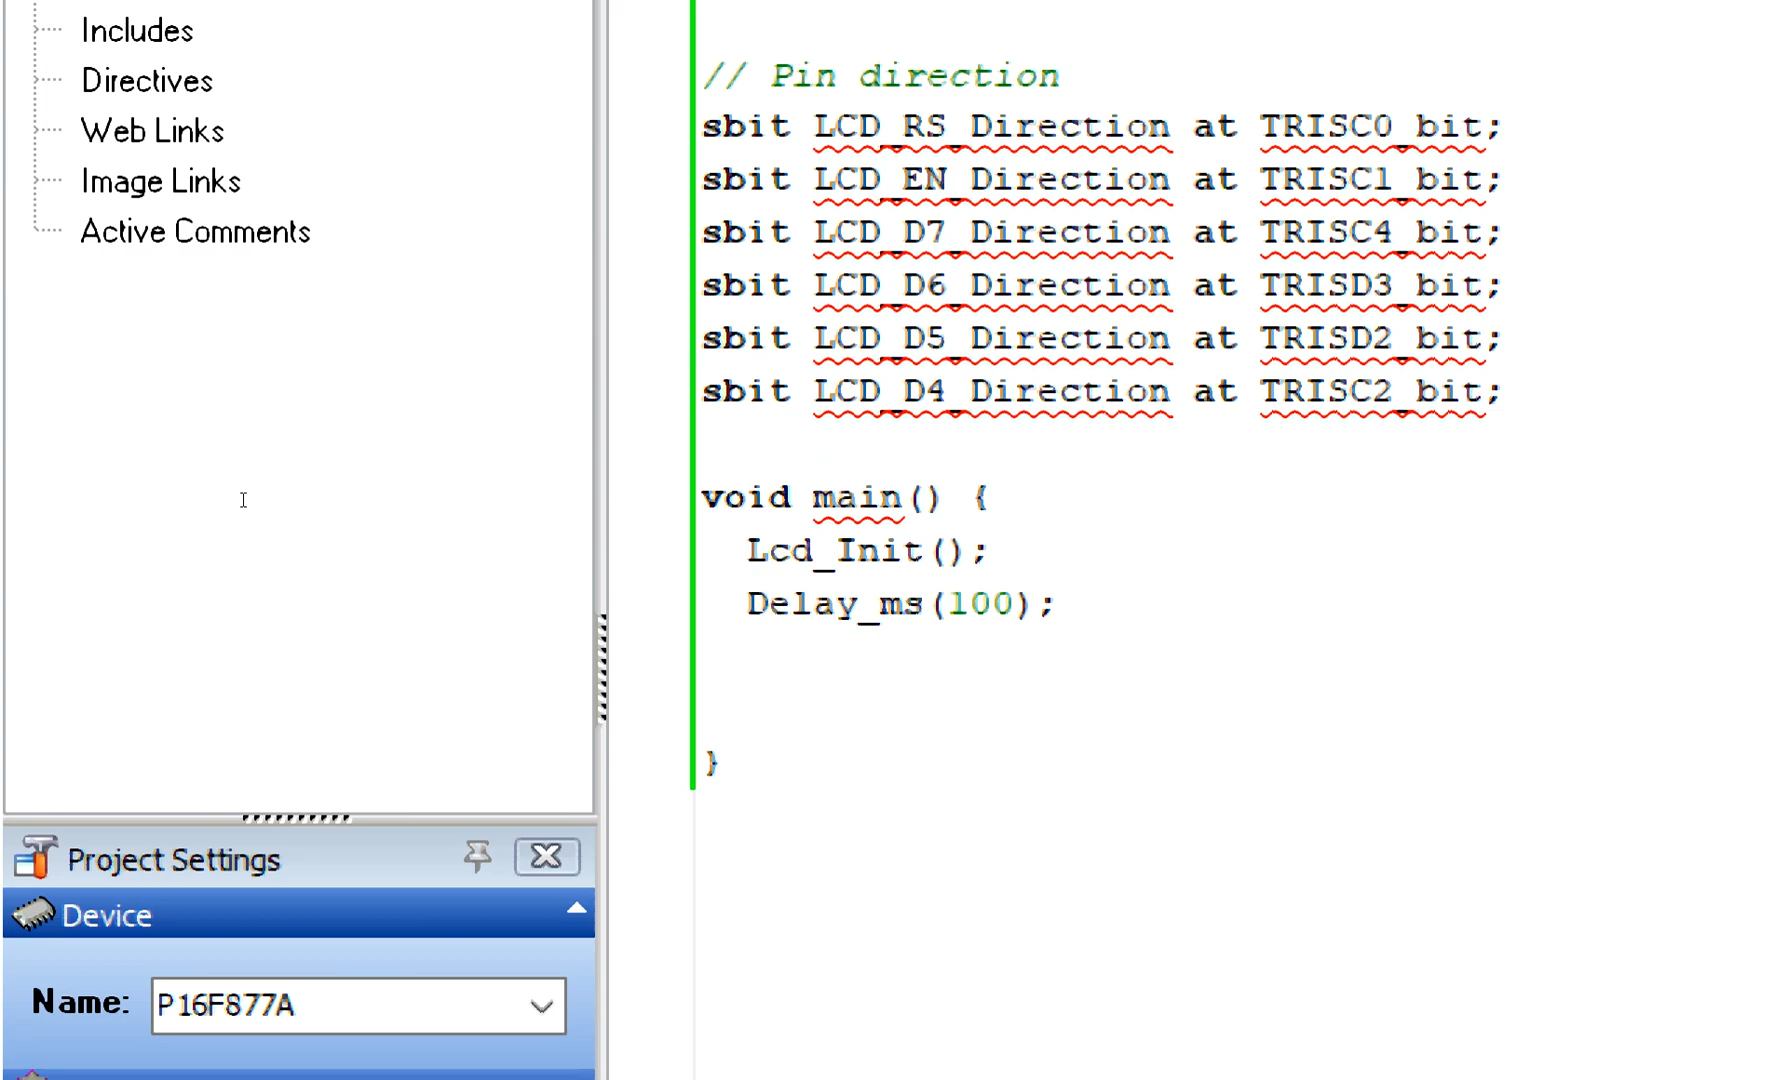 Includes
Directives
Web Links
Image Links
Active Comments
// Pin direction
sbit LCD_RS_Direction at TRISC0_bit;
sbit LCD_EN_Direction at TRISC1_bit;
sbit LCD_D7_Direction at TRISC4_bit;
sbit LCD_D6_Direction at TRISD3_bit;
sbit LCD_D5_Direction at TRISD2_bit;
sbit LCD_D4_Direction at TRISC2_bit;
void main() {
Lcd_Init();
Delay_ms(100);
}
Project Settings
Device
Name: P16F877A